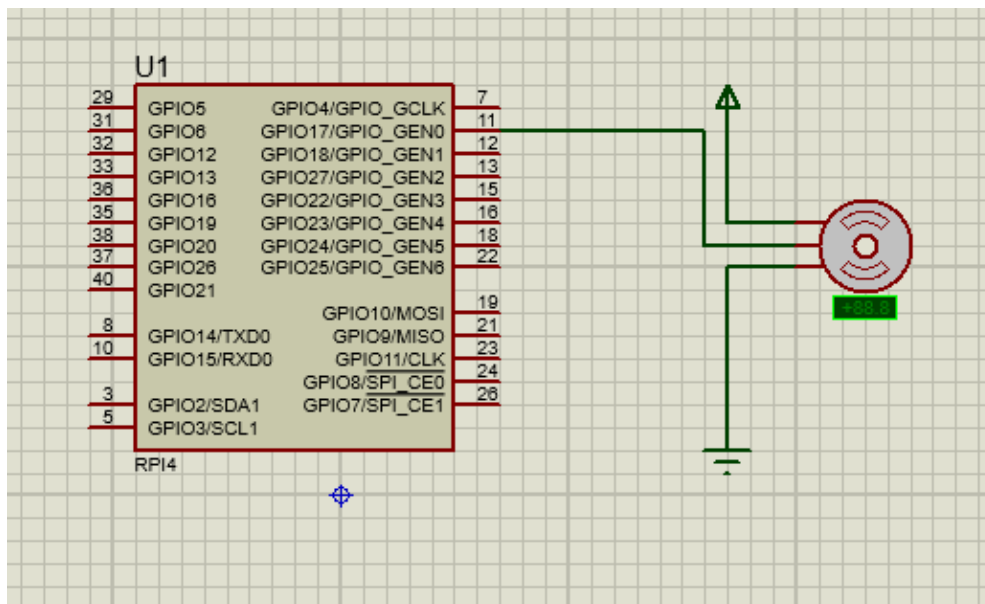 U1
29 GPIO5 GPIO4/GPIO_GCLK 7
31 GPIO6 GPIO17/GPIO_GEN0 11
32 GPIO12 GPIO18/GPIO_GEN1 12
33 GPIO13 GPIO27/GPIO_GEN2 13
36 GPIO16 GPIO22/GPIO_GEN3 15
35 GPIO19 GPIO23/GPIO_GEN4 16
38 GPIO20 GPIO24/GPIO_GEN5 18
37 GPIO26 GPIO25/GPIO_GEN6 22
40 GPIO21
GPIO10/MOSI 19
8 GPIO14/TXD0 GPIO9/MISO 21
10 GPIO15/RXD0 GPIO11/CLK 23
GPIO8/SPI_CE0 24
3 GPIO2/SDA1 GPIO7/SPI_CE1 26
5 GPIO3/SCL1
RPI4
+88.8